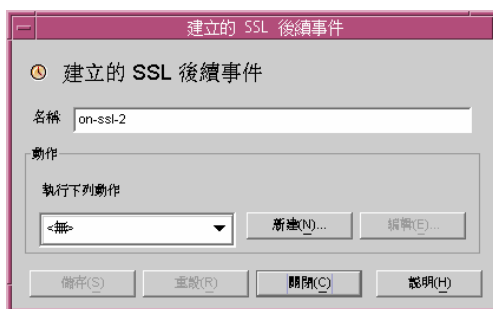 建立的 SSL 後續事件
建立的 SSL 後續事件
名稱 on-ssl-2
動作
執行下列動作
<無> 新建(N)... 編輯(E)...
儲存(S) 重設(R) 關閉(C) 說明(H)